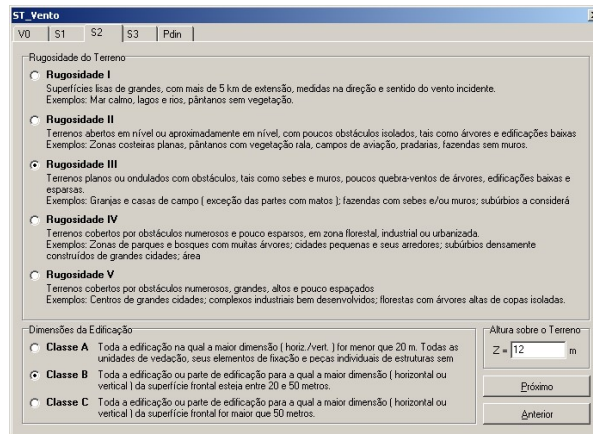 ST_Vento
V0 S1 S2 S3 Pdin
Rugosidade do Terreno
Rugosidade I
Superfícies lisas de grandes, com mais de 5 km de extensão, medidas na direção e sentido do vento incidente.
Exemplos: Mar calmo, lagos e rios, pântanos sem vegetação.
Rugosidade II
Terrenos abertos em nível ou aproximadamente em nível, com poucos obstáculos isolados, tais como árvores e edificações baixas
Exemplos: Zonas costeiras planas, pântanos com vegetação rala, campos de aviação, pradarias, fazendas sem muros.
Rugosidade III
Terrenos planos ou ondulados com obstáculos, tais como sebes e muros, poucos quebra-ventos de árvores, edificações baixas e
esparsas.
Exemplos: Granjas e casas de campo ( exceção das partes com matos ); fazendas com sebes e/ou muros; subúrbios a considerá
Rugosidade IV
Terrenos cobertos por obstáculos numerosos e pouco esparsos, em zona florestal, industrial ou urbanizada.
Exemplos: Zonas de parques e bosques com muitas árvores; cidades pequenas e seus arredores; subúrbios densamente
construídos de grandes cidades; área
Rugosidade V
Terrenos cobertos por obstáculos numerosos, grandes, altos e pouco espaçados
Exemplos: Centros de grandes cidades; complexos industriais bem desenvolvidos; florestas com árvores altas de copas isoladas.
Dimensões da Edificação
Classe A Toda a edificação na qual a maior dimensão ( horiz./vert. ) for menor que 20 m. Todas as
unidades de vedação, seus elementos de fixação e peças individuais de estruturas sem
Classe B Toda a edificação ou parte de edificação para a qual a maior dimensão ( horizontal ou
vertical ) da superfície frontal esteja entre 20 e 50 metros.
Classe C Toda a edificação ou parte de edificação para a qual a maior dimensão ( horizontal ou
vertical ) da superfície frontal for maior que 50 metros.
Altura sobre o Terreno
Z = 12 m
Próximo
Anterior